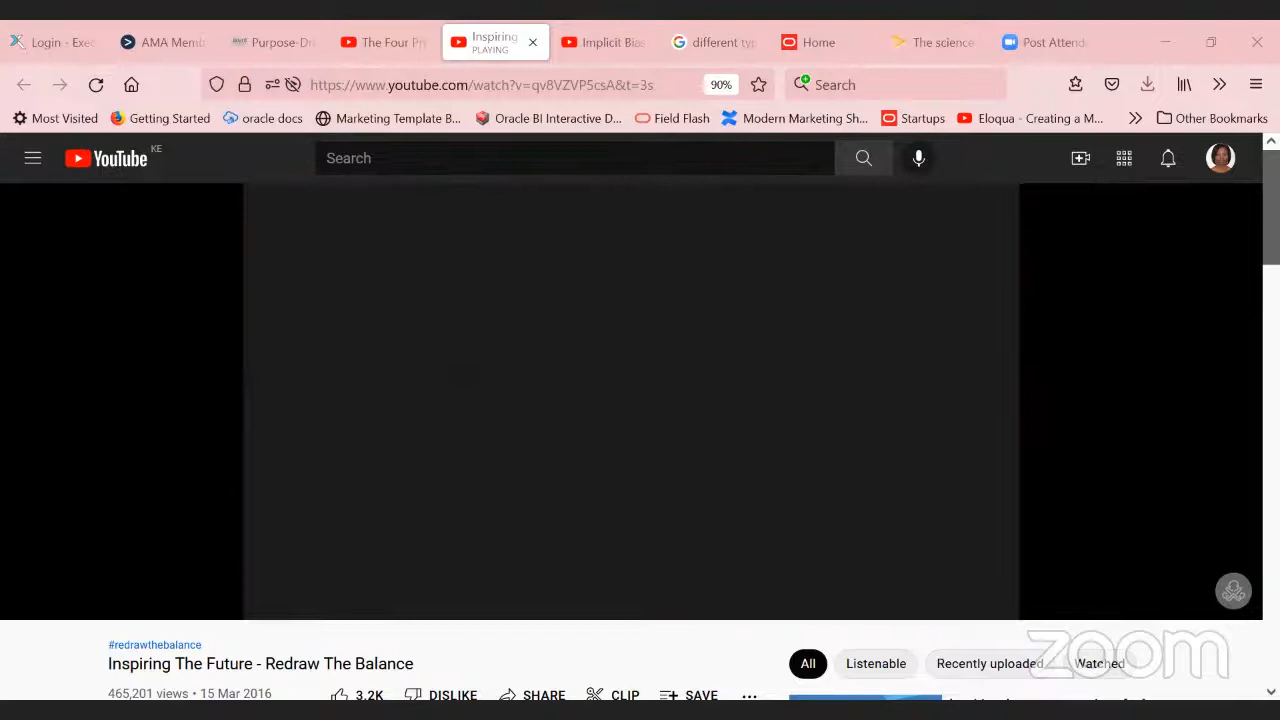 Login - Exec
AMA Memb
Purpose-Dri
The Four Pr
Inspiring
PLAYING
Implicit Bias
different typ
Home
The science
Post Attend
https://www.youtube.com/watch?v=qv8VZVP5csA&t=3s
90%
Search
Most Visited
Getting Started
oracle docs
Marketing Template B...
Oracle BI Interactive D...
Field Flash
Modern Marketing Sh...
Startups
Eloqua - Creating a M...
Other Bookmarks
YouTube KE
Search
#redrawthebalance
Inspiring The Future - Redraw The Balance
465,201 views • 15 Mar 2016
3.2K
DISLIKE
SHARE
CLIP
SAVE
All
Listenable
Recently uploaded
Watched
zoom